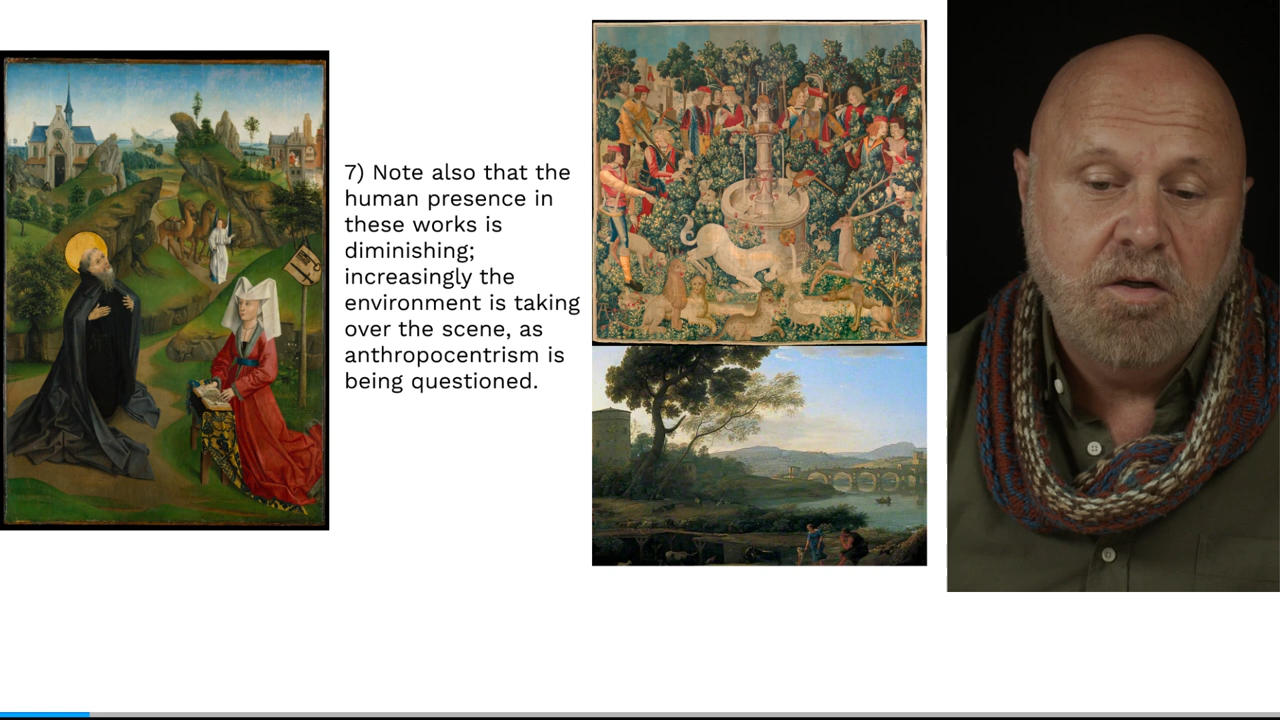 7) Note also that the
human presence in
these works is
diminishing;
increasingly the
environment is taking
over the scene, as
anthropocentrism is
being questioned.